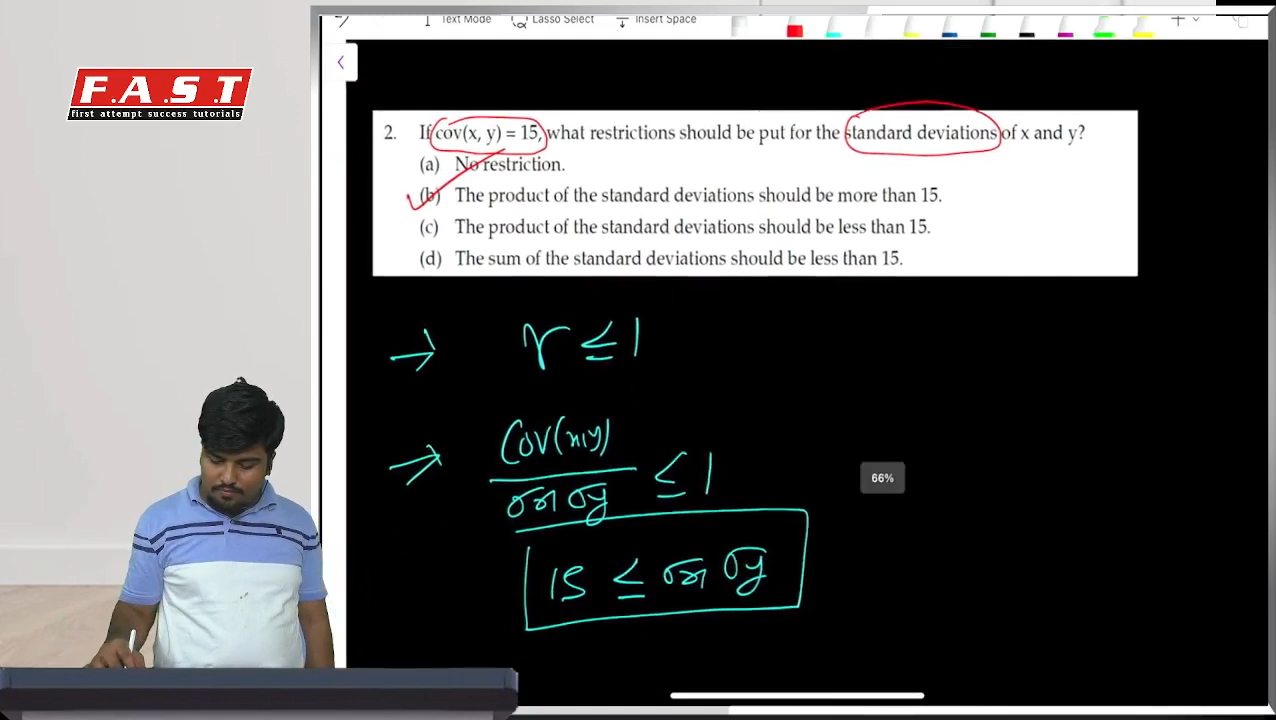 Text Mode Lasso Select Insert Space
F.A.S.T
first attempt success tutorials
2. If cov(x, y) = 15, what restrictions should be put for the standard deviations of x and y?
(a) No restriction.
(b) The product of the standard deviations should be more than 15.
(c) The product of the standard deviations should be less than 15.
(d) The sum of the standard deviations should be less than 15.
→ r ≤ 1
→ Cov(x,y)
σx σy ≤ 1
66%
15 ≤ σx σy